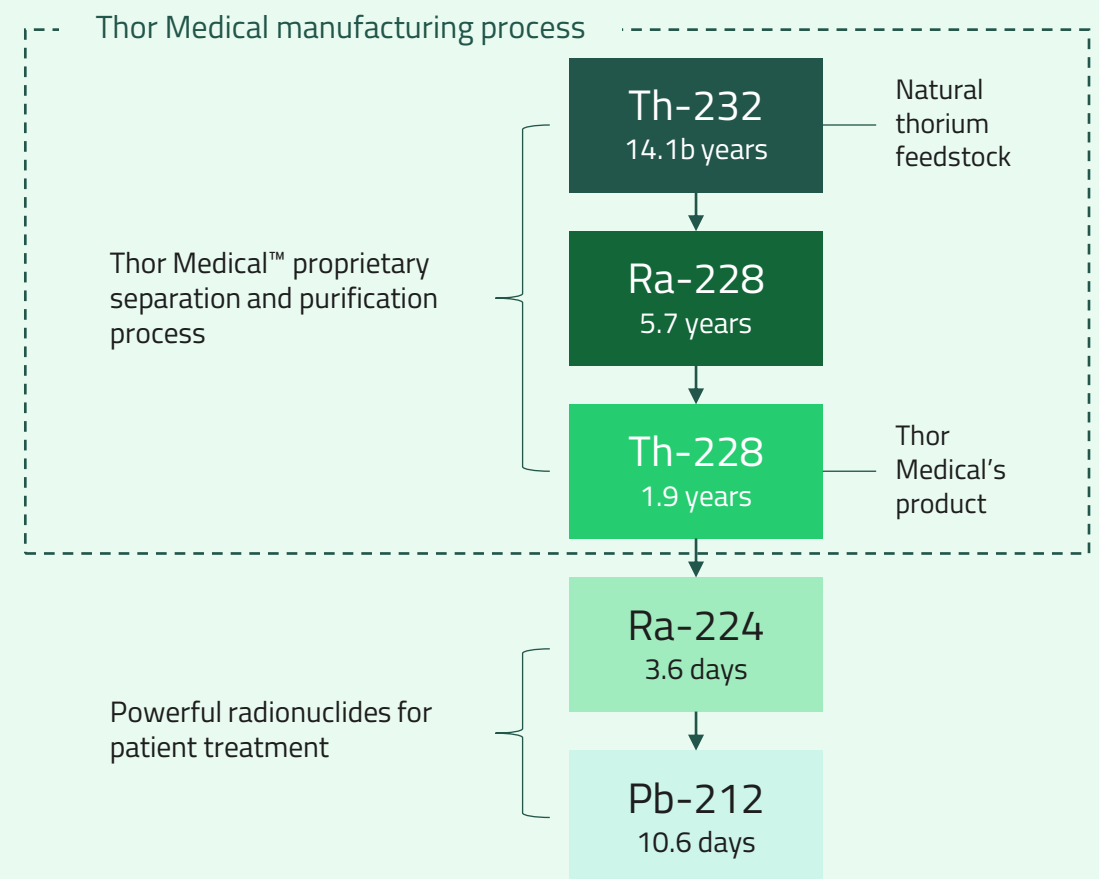 Thor Medical manufacturing process
Th-232
14.1b years
Natural
thorium
feedstock
Thor Medical™ proprietary
separation and purification
process
Ra-228
5.7 years
Th-228
1.9 years
Thor
Medical’s
product
Ra-224
3.6 days
Powerful radionuclides for
patient treatment
Pb-212
10.6 days